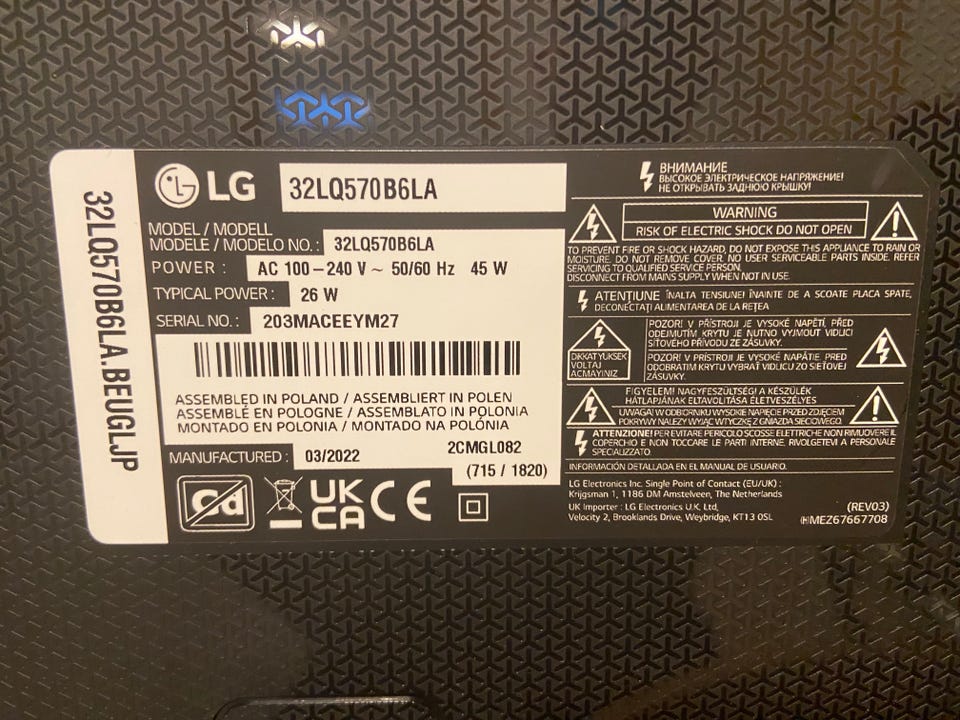 32LQ570B6LA.BEUGLJP
LG 32LQ570B6LA
MODEL / MODELL
MODELE / MODELO NO. : 32LQ570B6LA
POWER : AC 100 – 240 V ~ 50/60 Hz 45 W
TYPICAL POWER : 26 W
SERIAL NO. : 203MACEEYM27
ASSEMBLED IN POLAND / ASSEMBLIERT IN POLEN
ASSEMBLÉ EN POLOGNE / ASSEMBLATO IN POLONIA
MONTADO EN POLONIA / MONTADO NA POLÓNIA
2CMGL082
MANUFACTURED : 03/2022
(715 / 1820)
Cd
UK
CA CE
ВНИМАНИЕ
ВЫСОКОЕ ЭЛЕКТРИЧЕСКОЕ НАПРЯЖЕНИЕ!
НЕ ОТКРЫВАТЬ ЗАДНЮЮ КРЫШКУ!
WARNING
RISK OF ELECTRIC SHOCK DO NOT OPEN
TO PREVENT FIRE OR SHOCK HAZARD, DO NOT EXPOSE THIS APPLIANCE TO RAIN OR
MOISTURE. DO NOT REMOVE COVER. NO USER SERVICEABLE PARTS INSIDE. REFER
SERVICING TO QUALIFIED SERVICE PERSON.
DISCONNECT FROM MAINS SUPPLY WHEN NOT IN USE.
ATENȚIUNE ÎNALTA TENSIUNE! ÎNAINTE DE A SCOATE PLACA SPATE,
DECONECTAȚI ALIMENTAREA DE LA REȚEA
DIKKAT YUKSEK
VOLTAJ
ACMAYINIZ
POZOR! V PŘÍSTROJI JE VYSOKÉ NAPĚTÍ, PŘED
ODEJMUTÍM KRYTU JE NUTNO VYJMOUT VIDLICI
SÍŤOVÉHO PŘÍVODU ZE ZÁSUVKY.
POZOR! V PRÍSTROJI JE VYSOKÉ NAPÄTIE. PRED
ODOBRATÍM KRYTU VYBRAŤ VIDLICU ZO SIEŤOVEJ
ZÁSUVKY.
FIGYELEM! NAGYFESZÜLTSÉG! A KÉSZÜLÉK
HÁTLAPJÁNAK ELTÁVOLÍTÁSA ÉLETVESZÉLYES
UWAGA! W ODBIORNIKU WYSOKIE NAPIĘCIE PRZED ZDJĘCIEM
POKRYWY NALEŻY WYJĄĆ WTYCZKĘ Z GNIAZDA SIECIOWEGO.
ATTENZIONE! PER EVITARE PERICOLO SCOSSE ELETTRICHE NON RIMUOVERE IL
COPERCHIO E NON TOCCARE LE PARTI INTERNE. RIVOLGETEVI A PERSONALE
SPECIALIZZATO.
INFORMACIÓN DETALLADA EN EL MANUAL DE USUARIO.
LG Electronics Inc. Single Point of Contact (EU/UK) :
Krijgsman 1, 1186 DM Amstelveen, The Netherlands
UK Importer : LG Electronics U.K. Ltd,
Velocity 2, Brooklands Drive, Weybridge, KT13 0SL
(REV03)
(H)MEZ67667708